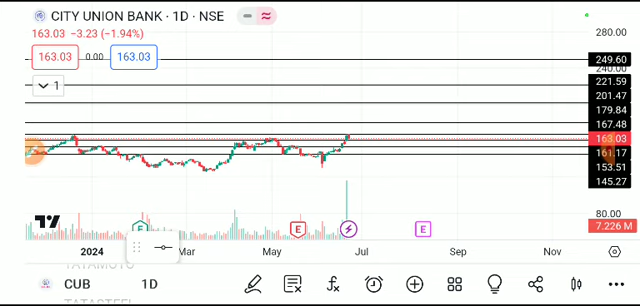 CITY UNION BANK · 1D · NSE
163.03 −3.23 (−1.94%)
163.03 0.00 163.03
1
280.00
249.60
240.00
221.59
201.47
179.84
167.48
163.03
161.17
153.51
145.27
80.00
7.226 M
E
E
E
2024 Mar May Jul Sep Nov
TATAMOTO
CUB 1D
TATASTEEL